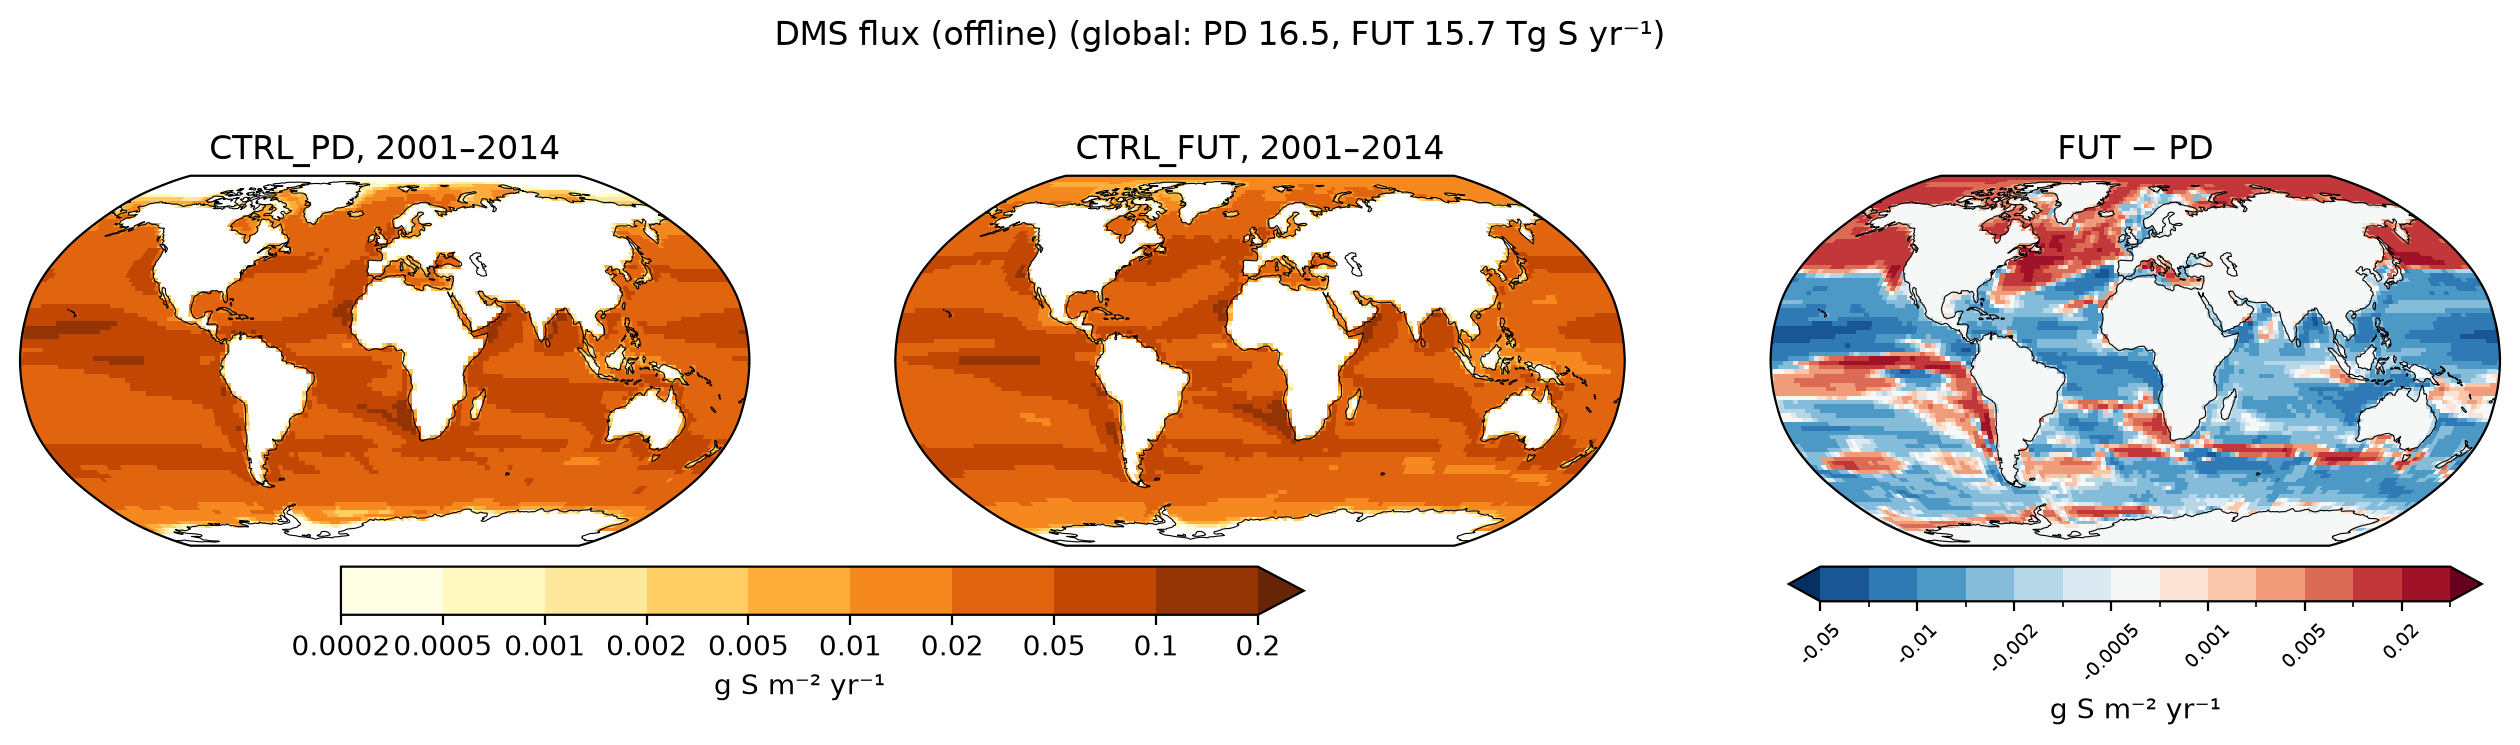 DMS flux (offline) (global: PD 16.5, FUT 15.7 Tg S yr⁻¹)
CTRL_PD, 2001–2014
CTRL_FUT, 2001–2014
FUT − PD
0.0002 0.0005 0.001 0.002 0.005 0.01 0.02 0.05 0.1 0.2
g S m⁻² yr⁻¹
-0.05 -0.01 -0.002 -0.0005 0.001 0.005 0.02
g S m⁻² yr⁻¹